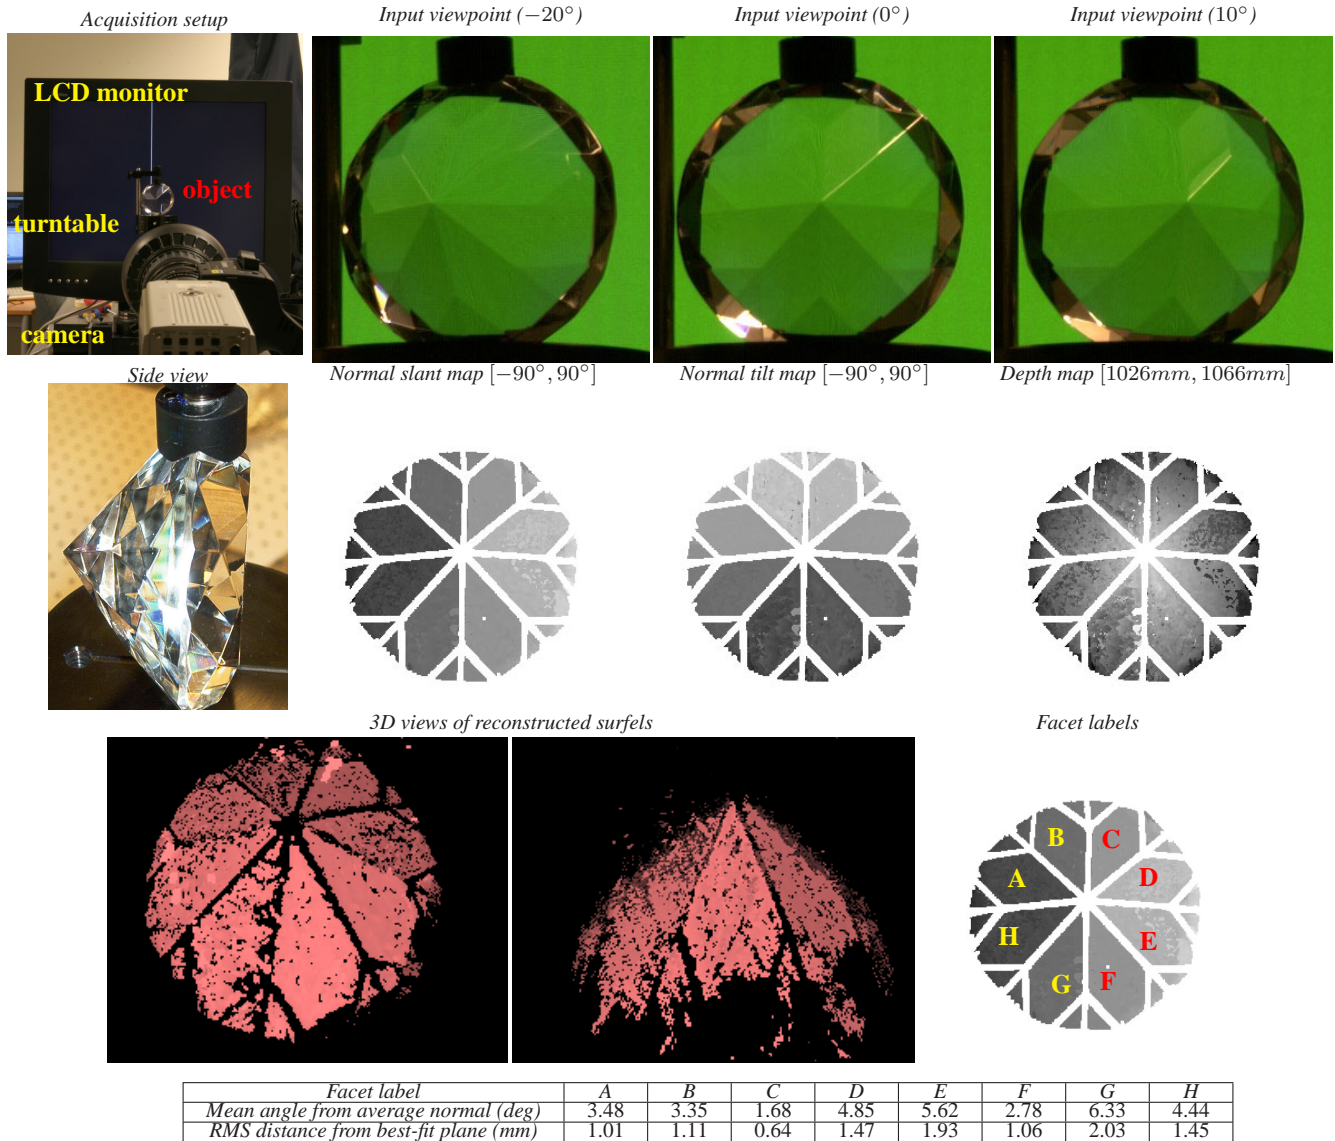 Acquisition setup
Input viewpoint (−20°)
Input viewpoint (0°)
Input viewpoint (10°)
LCD monitor
object
turntable
camera
Side view
Normal slant map [−90°, 90°]
Normal tilt map [−90°, 90°]
Depth map [1026mm, 1066mm]
3D views of reconstructed surfels
Facet labels
B C
A D
H E
G F
Facet label A B C D E F G H
Mean angle from average normal (deg) 3.48 3.35 1.68 4.85 5.62 2.78 6.33 4.44
RMS distance from best-fit plane (mm) 1.01 1.11 0.64 1.47 1.93 1.06 2.03 1.45